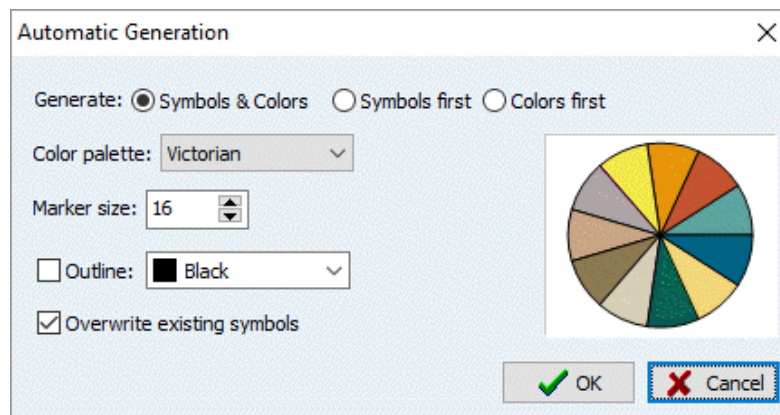 Automatic Generation
Generate: Symbols & Colors Symbols first Colors first
Color palette: Victorian
Marker size: 16
Outline: Black
Overwrite existing symbols
OK Cancel